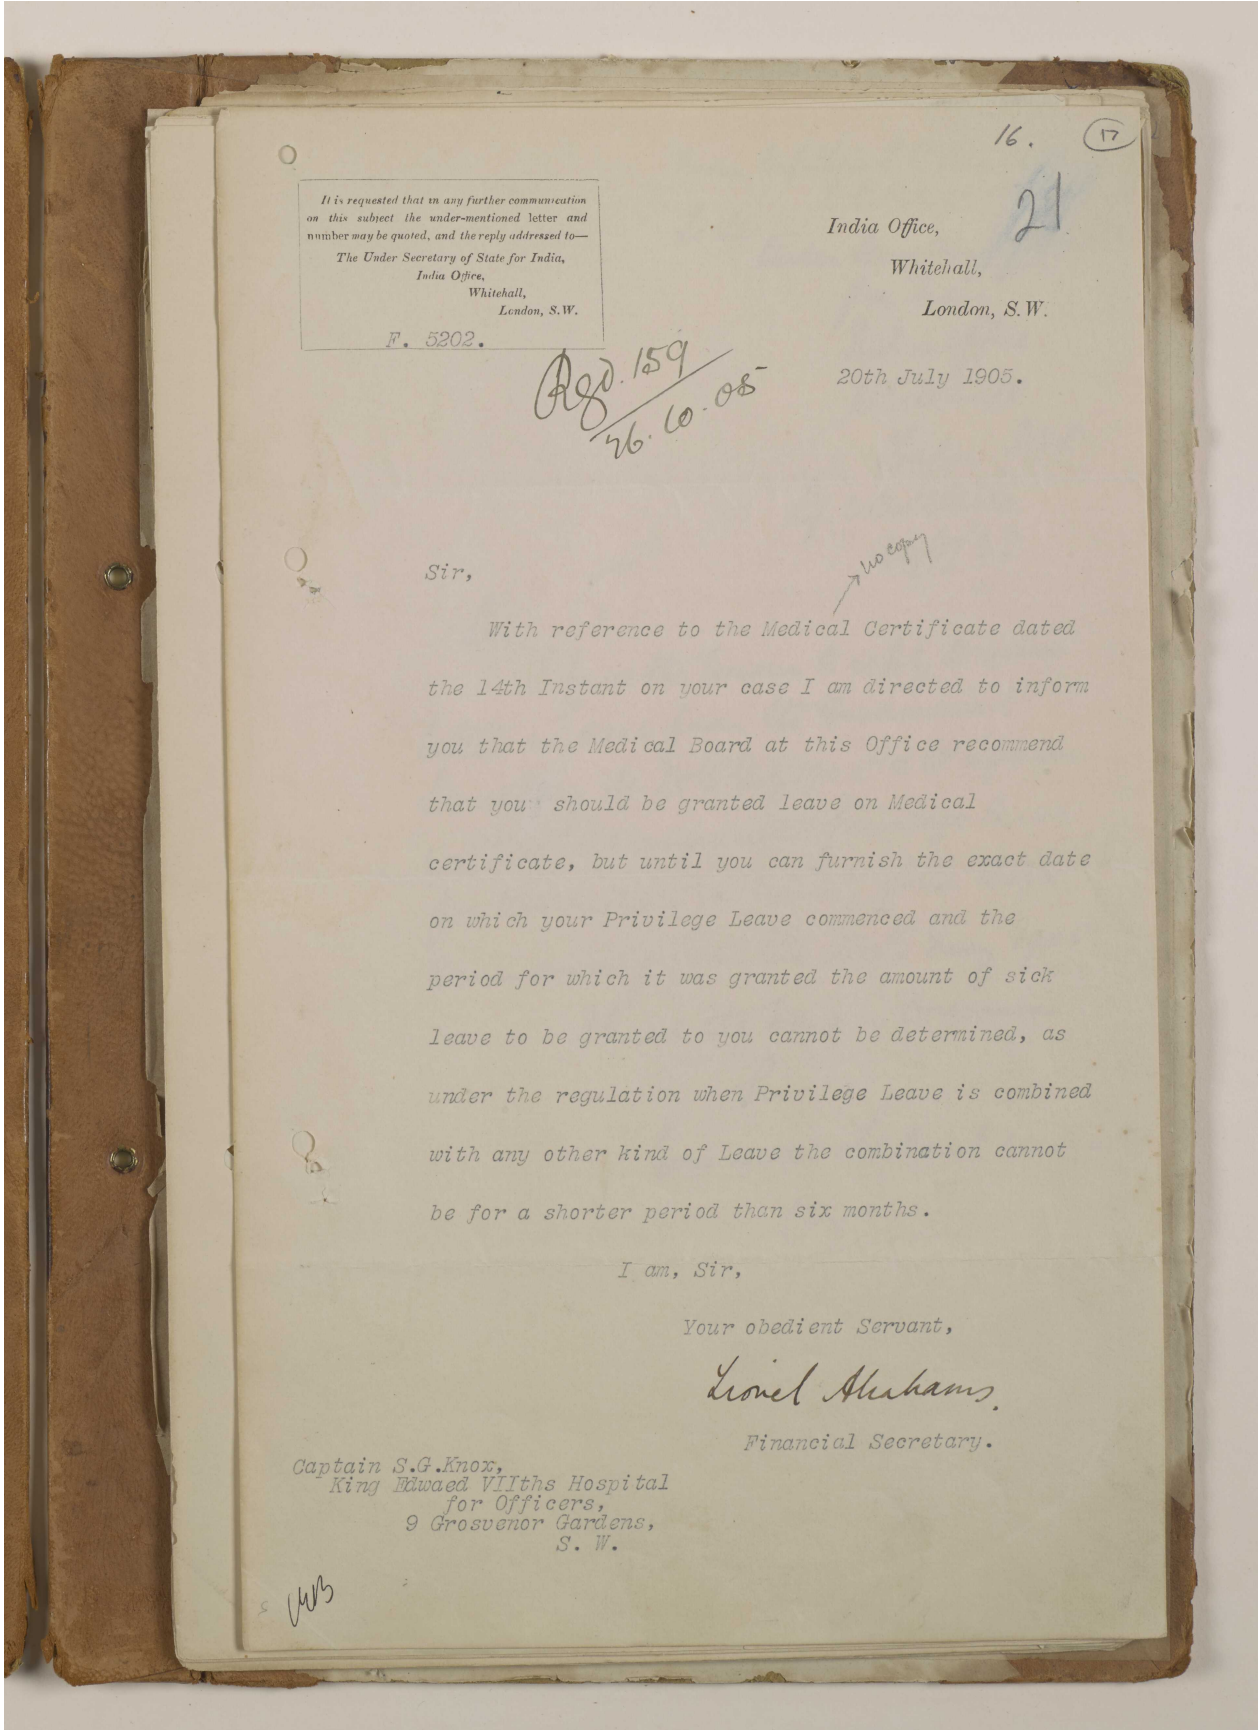 16.
17
21
It is requested that in any further communication
on this subject the under-mentioned letter and
number may be quoted, and the reply addressed to—
The Under Secretary of State for India,
India Office,
Whitehall,
London, S.W.
F. 5202.
India Office,
Whitehall,
London, S.W.
20th July 1905.
Rgd. 159
26.10.05
no copy
Sir,
With reference to the Medical Certificate dated
the 14th Instant on your case I am directed to inform
you that the Medical Board at this Office recommend
that you should be granted leave on Medical
certificate, but until you can furnish the exact date
on which your Privilege Leave commenced and the
period for which it was granted the amount of sick
leave to be granted to you cannot be determined, as
under the regulation when Privilege Leave is combined
with any other kind of Leave the combination cannot
be for a shorter period than six months.
I am, Sir,
Your obedient Servant,
Lionel Abrahams.
Financial Secretary.
Captain S.G.Knox,
King Edwaed VIIths Hospital
for Officers,
9 Grosvenor Gardens,
S. W.